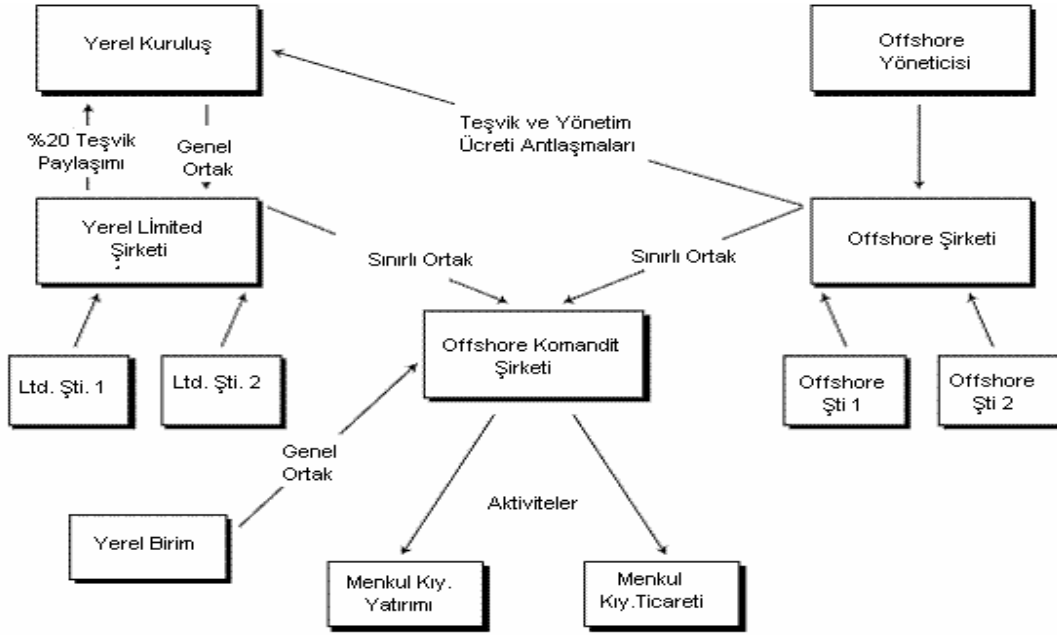 Yerel Kuruluş
Offshore
Yöneticisi
%20 Teşvik
Paylaşımı
Genel
Ortak
Teşvik ve Yönetim
Ücreti Antlaşmaları
Yerel Lİmited
Şirketi
Offshore Şirketi
Sınırlı Ortak
Sınırlı Ortak
Offshore Komandit
Şirketi
Ltd. Şti. 1
Ltd. Şti. 2
Offshore
Şti 1
Offshore
Şti 2
Genel
Ortak
Aktiviteler
Yerel Birim
Menkul Kıy.
Yatırımı
Menkul
Kıy.Ticareti